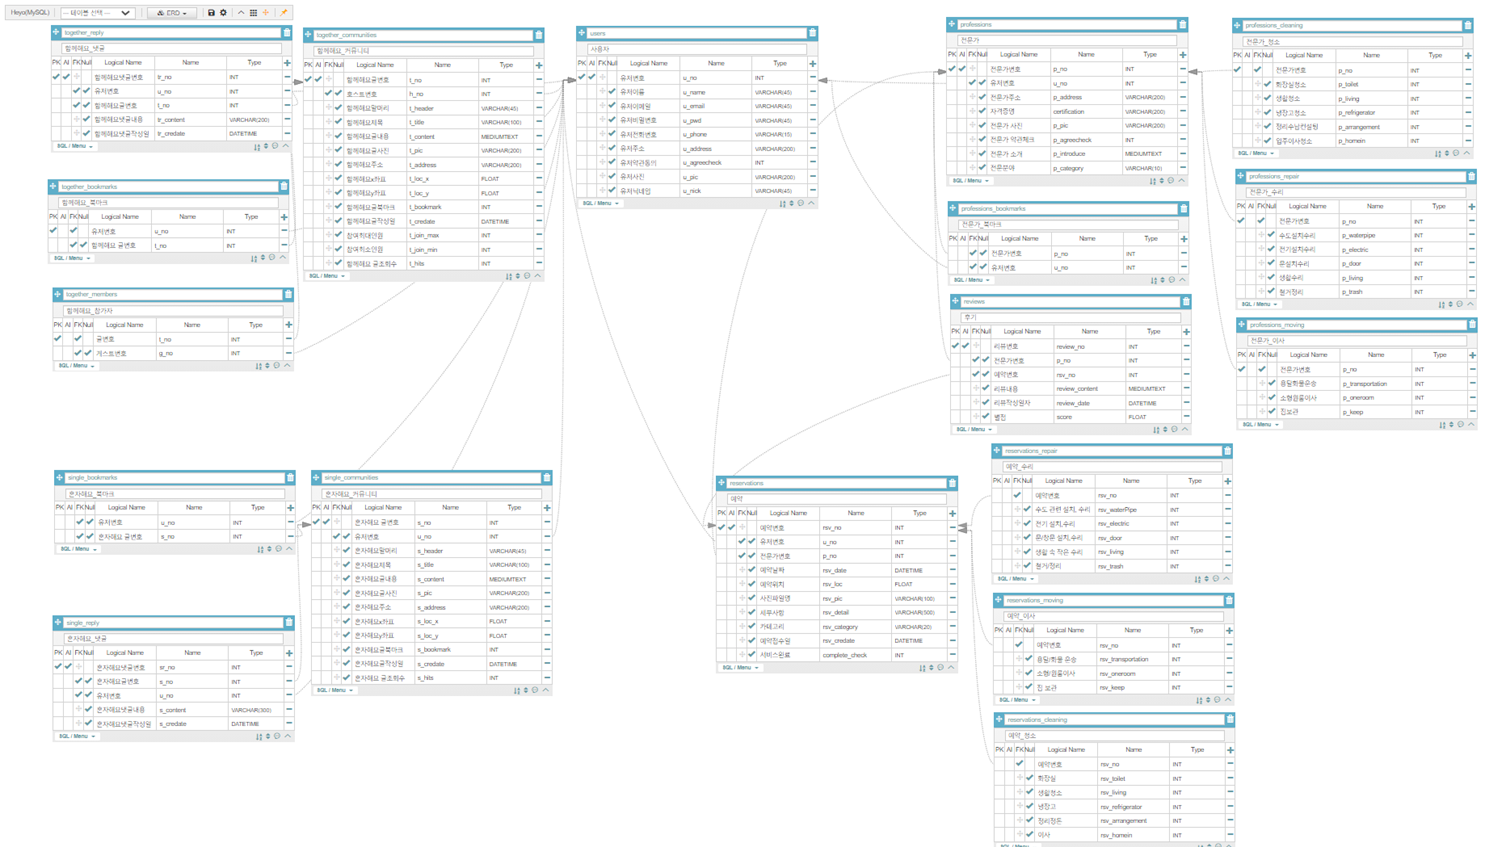 Heyo(MySQL)
--- 테이블 선택 ---
ERD
together_reply
함께해요_댓글
PK AI FK Null Logical Name Name Type
함께해요댓글번호 tr_no INT
유저번호 u_no INT
함께해요글번호 t_no INT
함께해요댓글내용 tr_content VARCHAR(200)
함께해요댓글작성일 tr_credate DATETIME
SQL / Menu
together_bookmarks
함께해요_북마크
PK AI FK Null Logical Name Name Type
유저번호 u_no INT
함께해요 글번호 t_no INT
SQL / Menu
together_members
함께해요_참가자
PK AI FK Null Logical Name Name Type
글번호 t_no INT
게스트번호 g_no INT
SQL / Menu
single_bookmarks
혼자해요_북마크
PK AI FK Null Logical Name Name Type
유저번호 u_no INT
혼자해요 글번호 s_no INT
SQL / Menu
single_reply
혼자해요_댓글
PK AI FK Null Logical Name Name Type
혼자해요댓글번호 sr_no INT
혼자해요글번호 s_no INT
유저번호 u_no INT
혼자해요댓글내용 s_content VARCHAR(300)
혼자해요댓글작성일 s_credate DATETIME
SQL / Menu
together_communities
함께해요_커뮤니티
PK AI FK Null Logical Name Name Type
함께해요글번호 t_no INT
호스트번호 h_no INT
함께해요말머리 t_header VARCHAR(45)
함께해요제목 t_title VARCHAR(100)
함께해요글내용 t_content MEDIUMTEXT
함께해요글사진 t_pic VARCHAR(200)
함께해요주소 t_address VARCHAR(200)
함께해요x좌표 t_loc_x FLOAT
함께해요y좌표 t_loc_y FLOAT
함께해요글북마크 t_bookmark INT
함께해요글작성일 t_credate DATETIME
참여최대인원 t_join_max INT
참여최소인원 t_join_min INT
함께해요 글조회수 t_hits INT
SQL / Menu
single_communities
혼자해요_커뮤니티
PK AI FK Null Logical Name Name Type
혼자해요 글번호 s_no INT
유저번호 u_no INT
혼자해요말머리 s_header VARCHAR(45)
혼자해요제목 s_title VARCHAR(100)
혼자해요글내용 s_content MEDIUMTEXT
혼자해요글사진 s_pic VARCHAR(200)
혼자해요주소 s_address VARCHAR(200)
혼자해요x좌표 s_loc_x FLOAT
혼자해요y좌표 s_loc_y FLOAT
혼자해요글북마크 s_bookmark INT
혼자해요글작성일 s_credate DATETIME
혼자해요 글조회수 s_hits INT
SQL / Menu
users
사용자
PK AI FK Null Logical Name Name Type
유저번호 u_no INT
유저이름 u_name VARCHAR(45)
유저이메일 u_email VARCHAR(45)
유저비밀번호 u_pwd VARCHAR(45)
유저전화번호 u_phone VARCHAR(15)
유저주소 u_address VARCHAR(200)
유저약관동의 u_agreecheck INT
유저사진 u_pic VARCHAR(200)
유저닉네임 u_nick VARCHAR(45)
SQL / Menu
reservations
예약
PK AI FK Null Logical Name Name Type
예약번호 rsv_no INT
유저번호 u_no INT
전문가번호 p_no INT
예약날짜 rsv_date DATETIME
예약위치 rsv_loc FLOAT
사진파일명 rsv_pic VARCHAR(100)
세부사항 rsv_detail VARCHAR(500)
카테고리 rsv_category VARCHAR(20)
예약접수일 rsv_credate DATETIME
서비스완료 complete_check INT
SQL / Menu
professions
전문가
PK AI FK Null Logical Name Name Type
전문가번호 p_no INT
유저번호 u_no INT
전문가주소 p_address VARCHAR(200)
자격증명 certification VARCHAR(200)
전문가 사진 p_pic VARCHAR(200)
전문가 약관체크 p_agreecheck INT
전문가 소개 p_introduce MEDIUMTEXT
전문분야 p_category VARCHAR(10)
SQL / Menu
professions_bookmarks
전문가_북마크
PK AI FK Null Logical Name Name Type
전문가번호 p_no INT
유저번호 u_no INT
SQL / Menu
reviews
후기
PK AI FK Null Logical Name Name Type
리뷰번호 review_no INT
전문가번호 p_no INT
예약번호 rsv_no INT
리뷰내용 review_content MEDIUMTEXT
리뷰작성일자 review_date DATETIME
별점 score FLOAT
SQL / Menu
reservations_repair
예약_수리
PK AI FK Null Logical Name Name Type
예약번호 rsv_no INT
수도 관련 설치, 수리 rsv_waterPipe INT
전기 설치,수리 rsv_electric INT
문/창문 설치,수리 rsv_door INT
생활 속 작은 수리 rsv_living INT
철거/정리 rsv_trash INT
SQL / Menu
reservations_moving
예약_이사
PK AI FK Null Logical Name Name Type
예약번호 rsv_no INT
용달/화물 운송 rsv_transportation INT
소형/원룸이사 rsv_oneroom INT
짐 보관 rsv_keep INT
SQL / Menu
reservations_cleaning
예약_청소
PK AI FK Null Logical Name Name Type
예약번호 rsv_no INT
화장실 rsv_toilet INT
생활청소 rsv_living INT
냉장고 rsv_refrigerator INT
정리정돈 rsv_arrangement INT
이사 rsv_homein INT
SQL / Menu
professions_cleaning
전문가_청소
PK AI FK Null Logical Name Name Type
전문가번호 p_no INT
화장실청소 p_toilet INT
생활청소 p_living INT
냉장고청소 p_refrigerator INT
정리수납컨설팅 p_arrangement INT
입주이사청소 p_homein INT
SQL / Menu
professions_repair
전문가_수리
PK AI FK Null Logical Name Name Type
전문가번호 p_no INT
수도설치수리 p_waterpipe INT
전기설치수리 p_electric INT
문설치수리 p_door INT
생활수리 p_living INT
철거정리 p_trash INT
SQL / Menu
professions_moving
전문가_이사
PK AI FK Null Logical Name Name Type
전문가번호 p_no INT
용달화물운송 p_transportation INT
소형원룸이사 p_oneroom INT
짐보관 p_keep INT
SQL / Menu